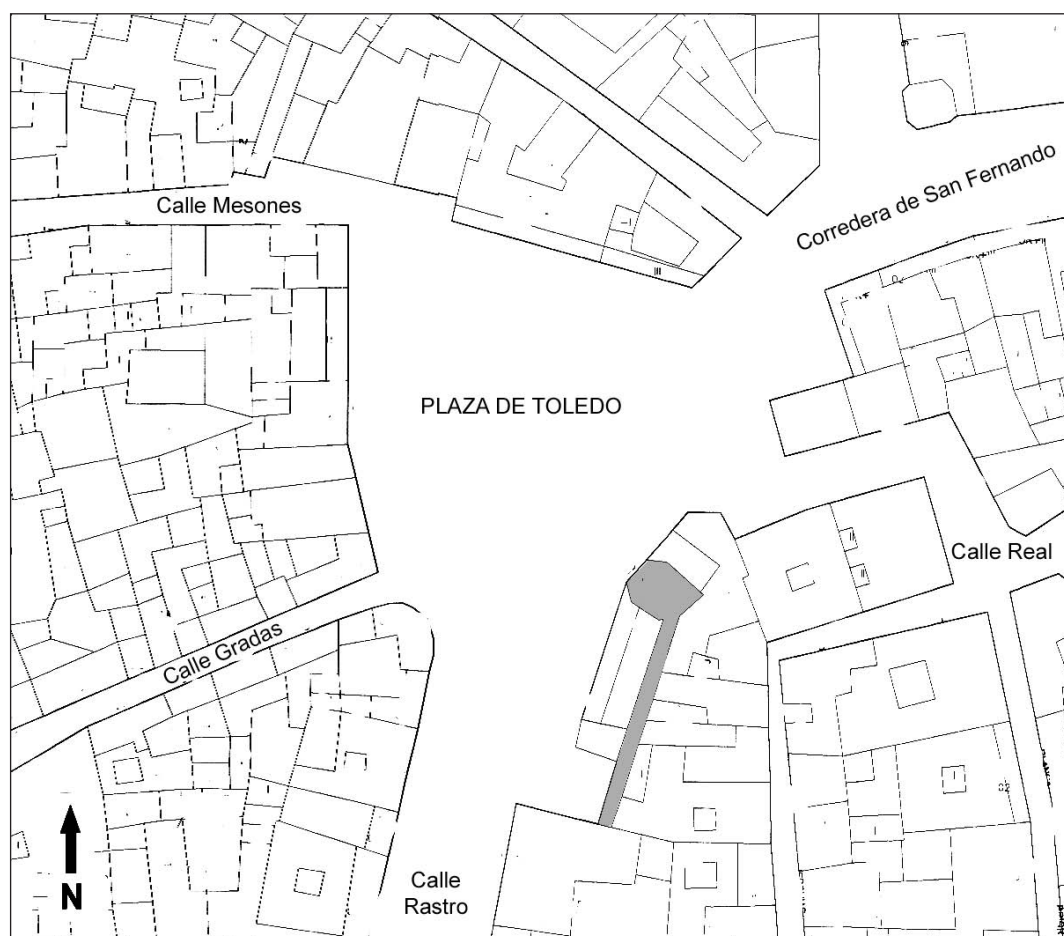 Calle Mesones
Corredera de San Fernando
PLAZA DE TOLEDO
Calle Real
Calle Gradas
Calle
Rastro
N